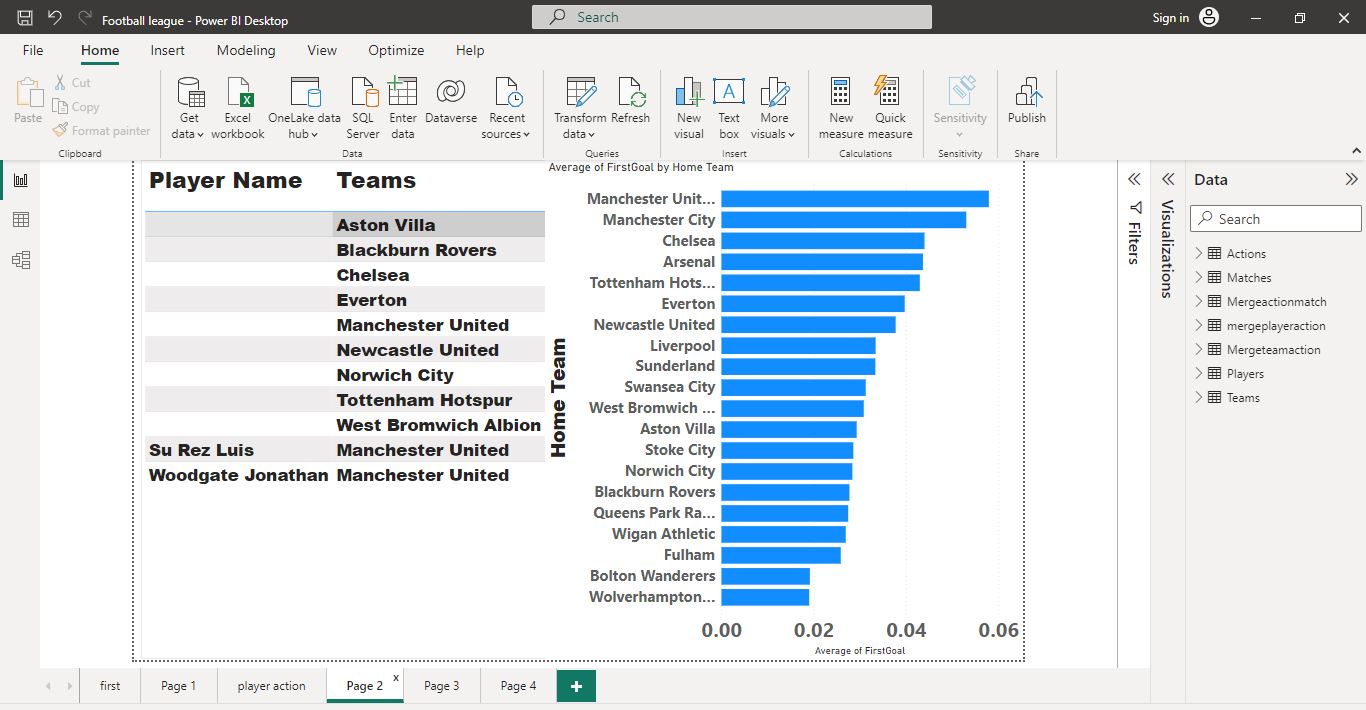 Football league - Power BI Desktop
Search
Sign in
File Home Insert Modeling View Optimize Help
Paste
Cut
Copy
Format painter
Clipboard
Get data
Excel workbook
OneLake data hub
SQL Server
Enter data
Dataverse
Recent sources
Data
Transform data
Refresh
Queries
New visual
Text box
More visuals
Insert
New measure
Quick measure
Calculations
Sensitivity
Sensitivity
Publish
Share
Player Name Teams
Aston Villa
Blackburn Rovers
Chelsea
Everton
Manchester United
Newcastle United
Norwich City
Tottenham Hotspur
West Bromwich Albion
Su Rez Luis Manchester United
Woodgate Jonathan Manchester United
Average of FirstGoal by Home Team
Home Team
Manchester Unit...
Manchester City
Chelsea
Arsenal
Tottenham Hots...
Everton
Newcastle United
Liverpool
Sunderland
Swansea City
West Bromwich ...
Aston Villa
Stoke City
Norwich City
Blackburn Rovers
Queens Park Ra...
Wigan Athletic
Fulham
Bolton Wanderers
Wolverhampton...
0.00 0.02 0.04 0.06
Average of FirstGoal
Filters
Visualizations
Data
Search
Actions
Matches
Mergeactionmatch
mergeplayeraction
Mergeteamaction
Players
Teams
first Page 1 player action Page 2 x Page 3 Page 4